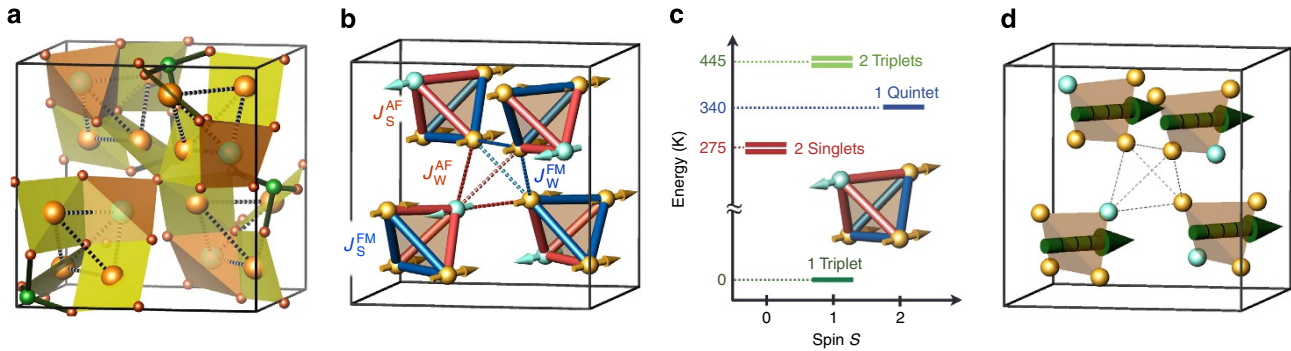 a
b
c
d
J_S^AF
J_W^AF
J_W^FM
J_S^FM
Energy (K)
445
2 Triplets
1 Quintet
340
275
2 Singlets
1 Triplet
0
0 1 2
Spin S